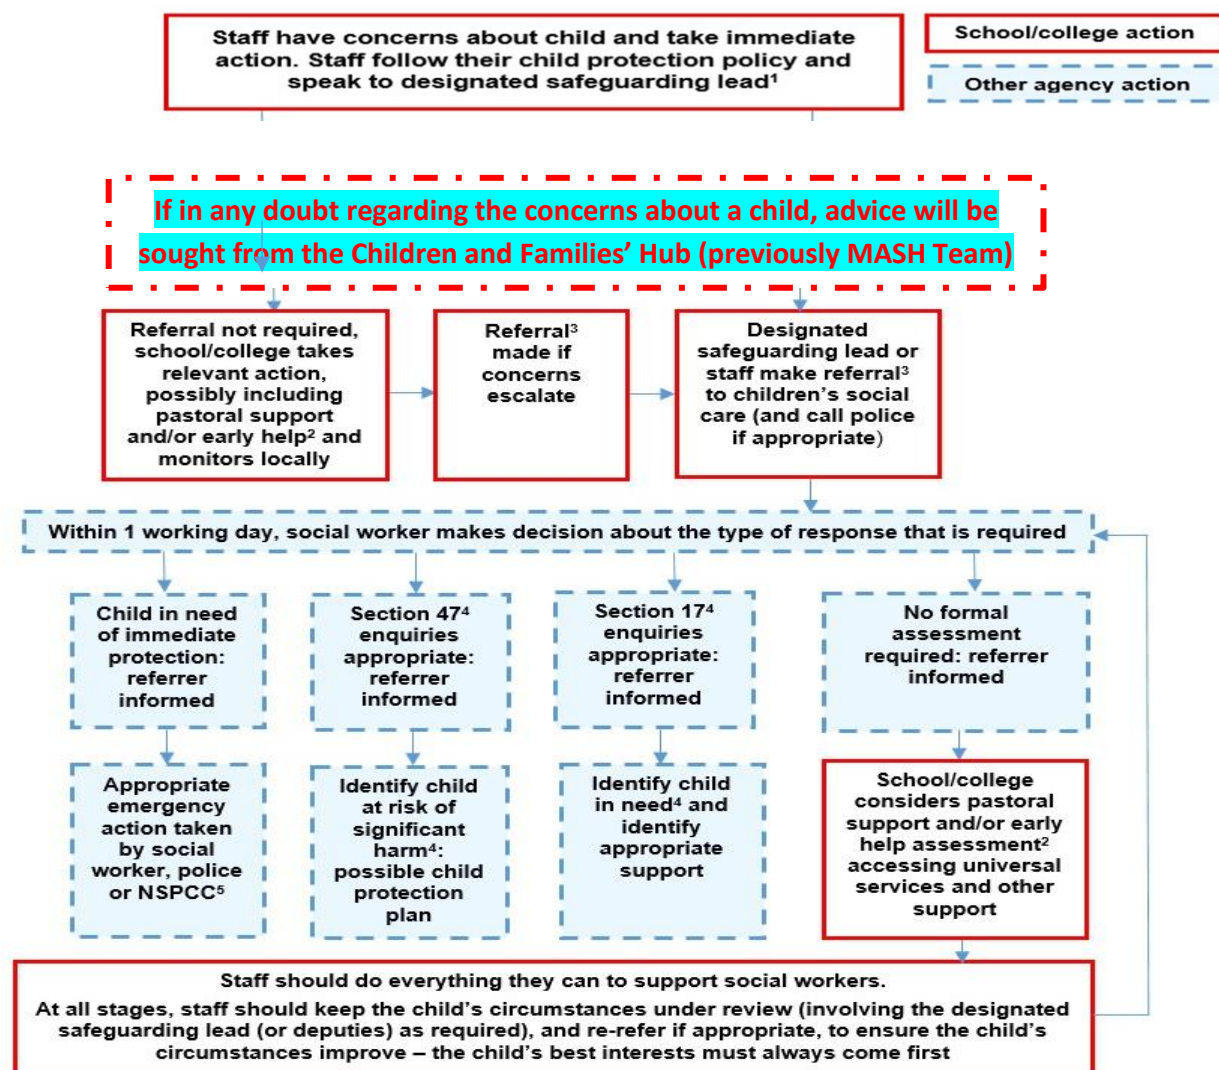 Staff have concerns about child and take immediate
action. Staff follow their child protection policy and
speak to designated safeguarding lead¹
School/college action
Other agency action
If in any doubt regarding the concerns about a child, advice will be
sought from the Children and Families’ Hub (previously MASH Team)
Referral not required,
school/college takes
relevant action,
possibly including
pastoral support
and/or early help² and
monitors locally
Referral³
made if
concerns
escalate
Designated
safeguarding lead or
staff make referral³
to children’s social
care (and call police
if appropriate)
Within 1 working day, social worker makes decision about the type of response that is required
Child in need
of immediate
protection:
referrer
informed
Section 47⁴
enquiries
appropriate:
referrer
informed
Section 17⁴
enquiries
appropriate:
referrer
informed
No formal
assessment
required: referrer
informed
Appropriate
emergency
action taken
by social
worker, police
or NSPCC⁵
Identify child
at risk of
significant
harm⁴:
possible child
protection
plan
Identify child
in need⁴ and
identify
appropriate
support
School/college
considers pastoral
support and/or early
help assessment²
accessing universal
services and other
support
Staff should do everything they can to support social workers.
At all stages, staff should keep the child’s circumstances under review (involving the designated
safeguarding lead (or deputies) as required), and re-refer if appropriate, to ensure the child’s
circumstances improve – the child’s best interests must always come first